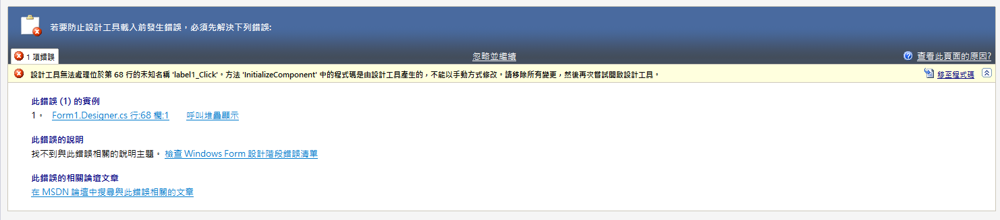 若要防止設計工具載入前發生錯誤，必須先解決下列錯誤:
1 項錯誤 忽略並繼續 查看此頁面的原因?
設計工具無法處理位於第 68 行的未知名稱 'label1_Click'。方法 'InitializeComponent' 中的程式碼是由設計工具產生的，不能以手動方式修改。請移除所有變更，然後再次嘗試開啟設計工具。 移至程式碼
此錯誤 (1) 的實例
1。 Form1.Designer.cs 行:68 欄:1 呼叫堆疊顯示
此錯誤的說明
找不到與此錯誤相關的說明主題。 檢查 Windows Form 設計階段錯誤清單
此錯誤的相關論壇文章
在 MSDN 論壇中搜尋與此錯誤相關的文章